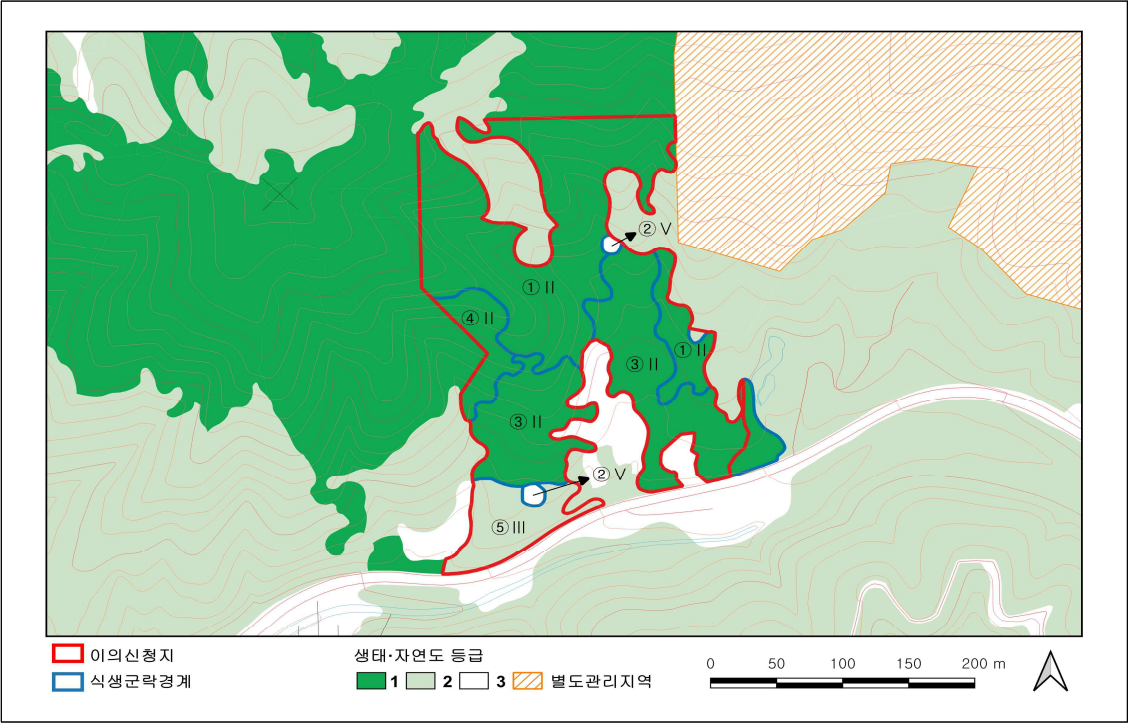 ② V
① II
④ II
① II
③ II
③ II
② V
⑤ III
이의신청지
식생군락경계
생태·자연도 등급
1 2 3 별도관리지역
0 50 100 150 200 m